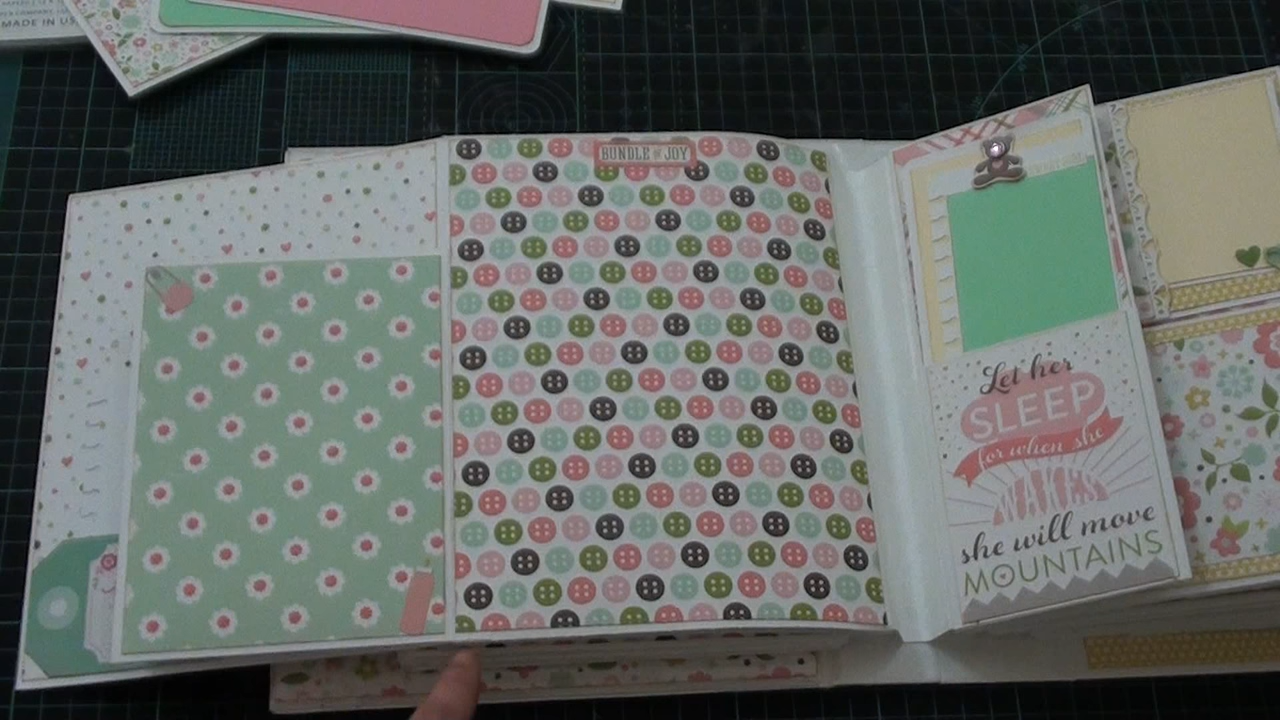 MADE IN US
BUNDLE OF JOY
Let her
SLEEP
for when she
WAKES
she will move
MOUNTAINS